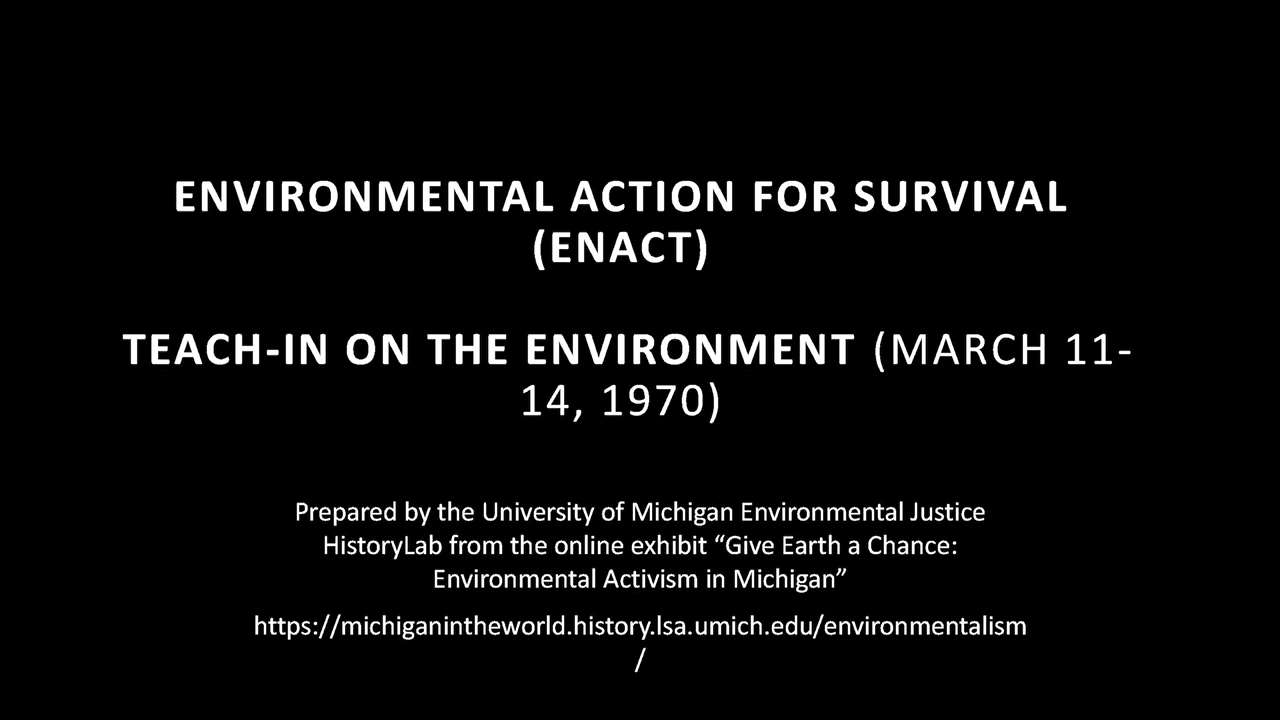 ENVIRONMENTAL ACTION FOR SURVIVAL
(ENACT)
TEACH-IN ON THE ENVIRONMENT (MARCH 11-
14, 1970)
Prepared by the University of Michigan Environmental Justice
HistoryLab from the online exhibit “Give Earth a Chance:
Environmental Activism in Michigan”
https://michiganintheworld.history.lsa.umich.edu/environmentalism
/